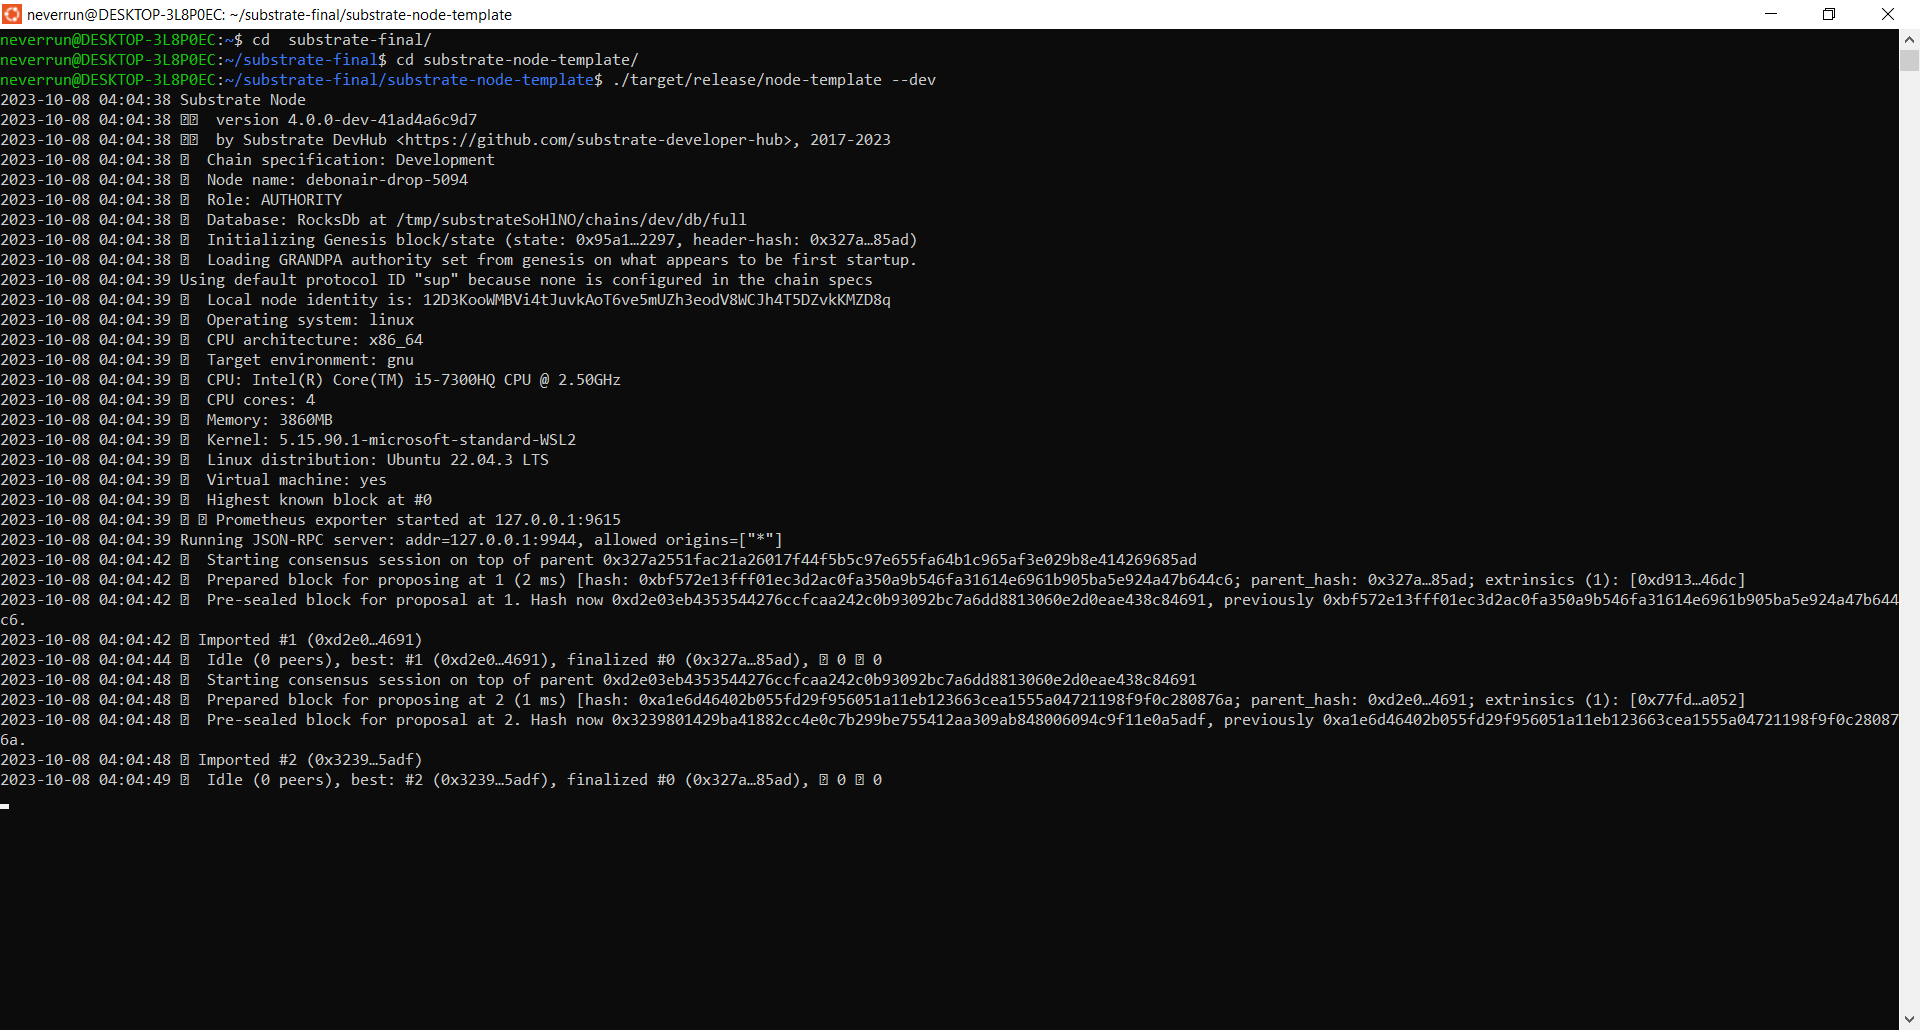 neverrun@DESKTOP-3L8P0EC: ~/substrate-final/substrate-node-template
neverrun@DESKTOP-3L8P0EC:~$ cd  substrate-final/
neverrun@DESKTOP-3L8P0EC:~/substrate-final$ cd substrate-node-template/
neverrun@DESKTOP-3L8P0EC:~/substrate-final/substrate-node-template$ ./target/release/node-template --dev
2023-10-08 04:04:38 Substrate Node
2023-10-08 04:04:38 version 4.0.0-dev-41ad4a6c9d7
2023-10-08 04:04:38 by Substrate DevHub <https://github.com/substrate-developer-hub>, 2017-2023
2023-10-08 04:04:38 Chain specification: Development
2023-10-08 04:04:38 Node name: debonair-drop-5094
2023-10-08 04:04:38 Role: AUTHORITY
2023-10-08 04:04:38 Database: RocksDb at /tmp/substrateSoHlNO/chains/dev/db/full
2023-10-08 04:04:38 Initializing Genesis block/state (state: 0x95a1…2297, header-hash: 0x327a…85ad)
2023-10-08 04:04:38 Loading GRANDPA authority set from genesis on what appears to be first startup.
2023-10-08 04:04:39 Using default protocol ID "sup" because none is configured in the chain specs
2023-10-08 04:04:39 Local node identity is: 12D3KooWMBVi4tJuvkAoT6ve5mUZh3eodV8WCJh4T5DZvkKMZD8q
2023-10-08 04:04:39 Operating system: linux
2023-10-08 04:04:39 CPU architecture: x86_64
2023-10-08 04:04:39 Target environment: gnu
2023-10-08 04:04:39 CPU: Intel(R) Core(TM) i5-7300HQ CPU @ 2.50GHz
2023-10-08 04:04:39 CPU cores: 4
2023-10-08 04:04:39 Memory: 3860MB
2023-10-08 04:04:39 Kernel: 5.15.90.1-microsoft-standard-WSL2
2023-10-08 04:04:39 Linux distribution: Ubuntu 22.04.3 LTS
2023-10-08 04:04:39 Virtual machine: yes
2023-10-08 04:04:39 Highest known block at #0
2023-10-08 04:04:39 Prometheus exporter started at 127.0.0.1:9615
2023-10-08 04:04:39 Running JSON-RPC server: addr=127.0.0.1:9944, allowed origins=["*"]
2023-10-08 04:04:42 Starting consensus session on top of parent 0x327a2551fac21a26017f44f5b5c97e655fa64b1c965af3e029b8e414269685ad
2023-10-08 04:04:42 Prepared block for proposing at 1 (2 ms) [hash: 0xbf572e13fff01ec3d2ac0fa350a9b546fa31614e6961b905ba5e924a47b644c6; parent_hash: 0x327a…85ad; extrinsics (1): [0xd913…46dc]
2023-10-08 04:04:42 Pre-sealed block for proposal at 1. Hash now 0xd2e03eb4353544276ccfcaa242c0b93092bc7a6dd8813060e2d0eae438c84691, previously 0xbf572e13fff01ec3d2ac0fa350a9b546fa31614e6961b905ba5e924a47b644
c6.
2023-10-08 04:04:42 Imported #1 (0xd2e0…4691)
2023-10-08 04:04:44 Idle (0 peers), best: #1 (0xd2e0…4691), finalized #0 (0x327a…85ad), 0 0
2023-10-08 04:04:48 Starting consensus session on top of parent 0xd2e03eb4353544276ccfcaa242c0b93092bc7a6dd8813060e2d0eae438c84691
2023-10-08 04:04:48 Prepared block for proposing at 2 (1 ms) [hash: 0xa1e6d46402b055fd29f956051a11eb123663cea1555a04721198f9f0c280876a; parent_hash: 0xd2e0…4691; extrinsics (1): [0x77fd…a052]
2023-10-08 04:04:48 Pre-sealed block for proposal at 2. Hash now 0x3239801429ba41882cc4e0c7b299be755412aa309ab848006094c9f11e0a5adf, previously 0xa1e6d46402b055fd29f956051a11eb123663cea1555a04721198f9f0c28087
6a.
2023-10-08 04:04:48 Imported #2 (0x3239…5adf)
2023-10-08 04:04:49 Idle (0 peers), best: #2 (0x3239…5adf), finalized #0 (0x327a…85ad), 0 0